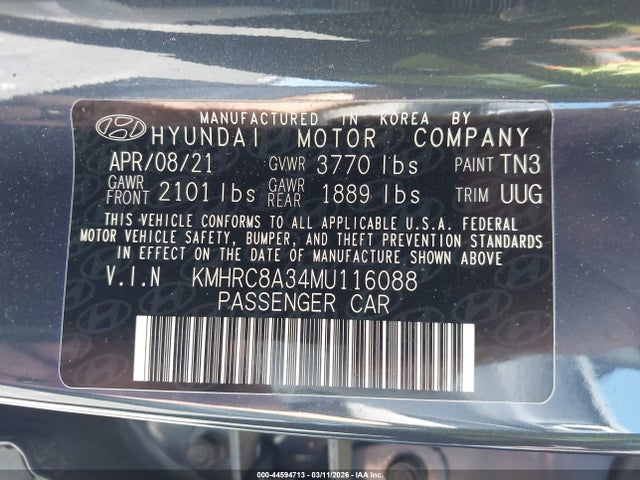 MANUFACTURED IN KOREA BY
HYUNDAI MOTOR COMPANY
APR/08/21 GVWR 3770 lbs PAINT TN3
GAWR FRONT 2101 lbs GAWR REAR 1889 lbs TRIM UUG
THIS VEHICLE CONFORMS TO ALL APPLICABLE U.S.A. FEDERAL
MOTOR VEHICLE SAFETY, BUMPER, AND THEFT PREVENTION STANDARDS
IN EFFECT ON THE DATE OF MANUFACTURE SHOWN ABOVE.
V.I.N KMHRC8A34MU116088
PASSENGER CAR
000-44594713 - 03/11/2026 - IAA Inc.